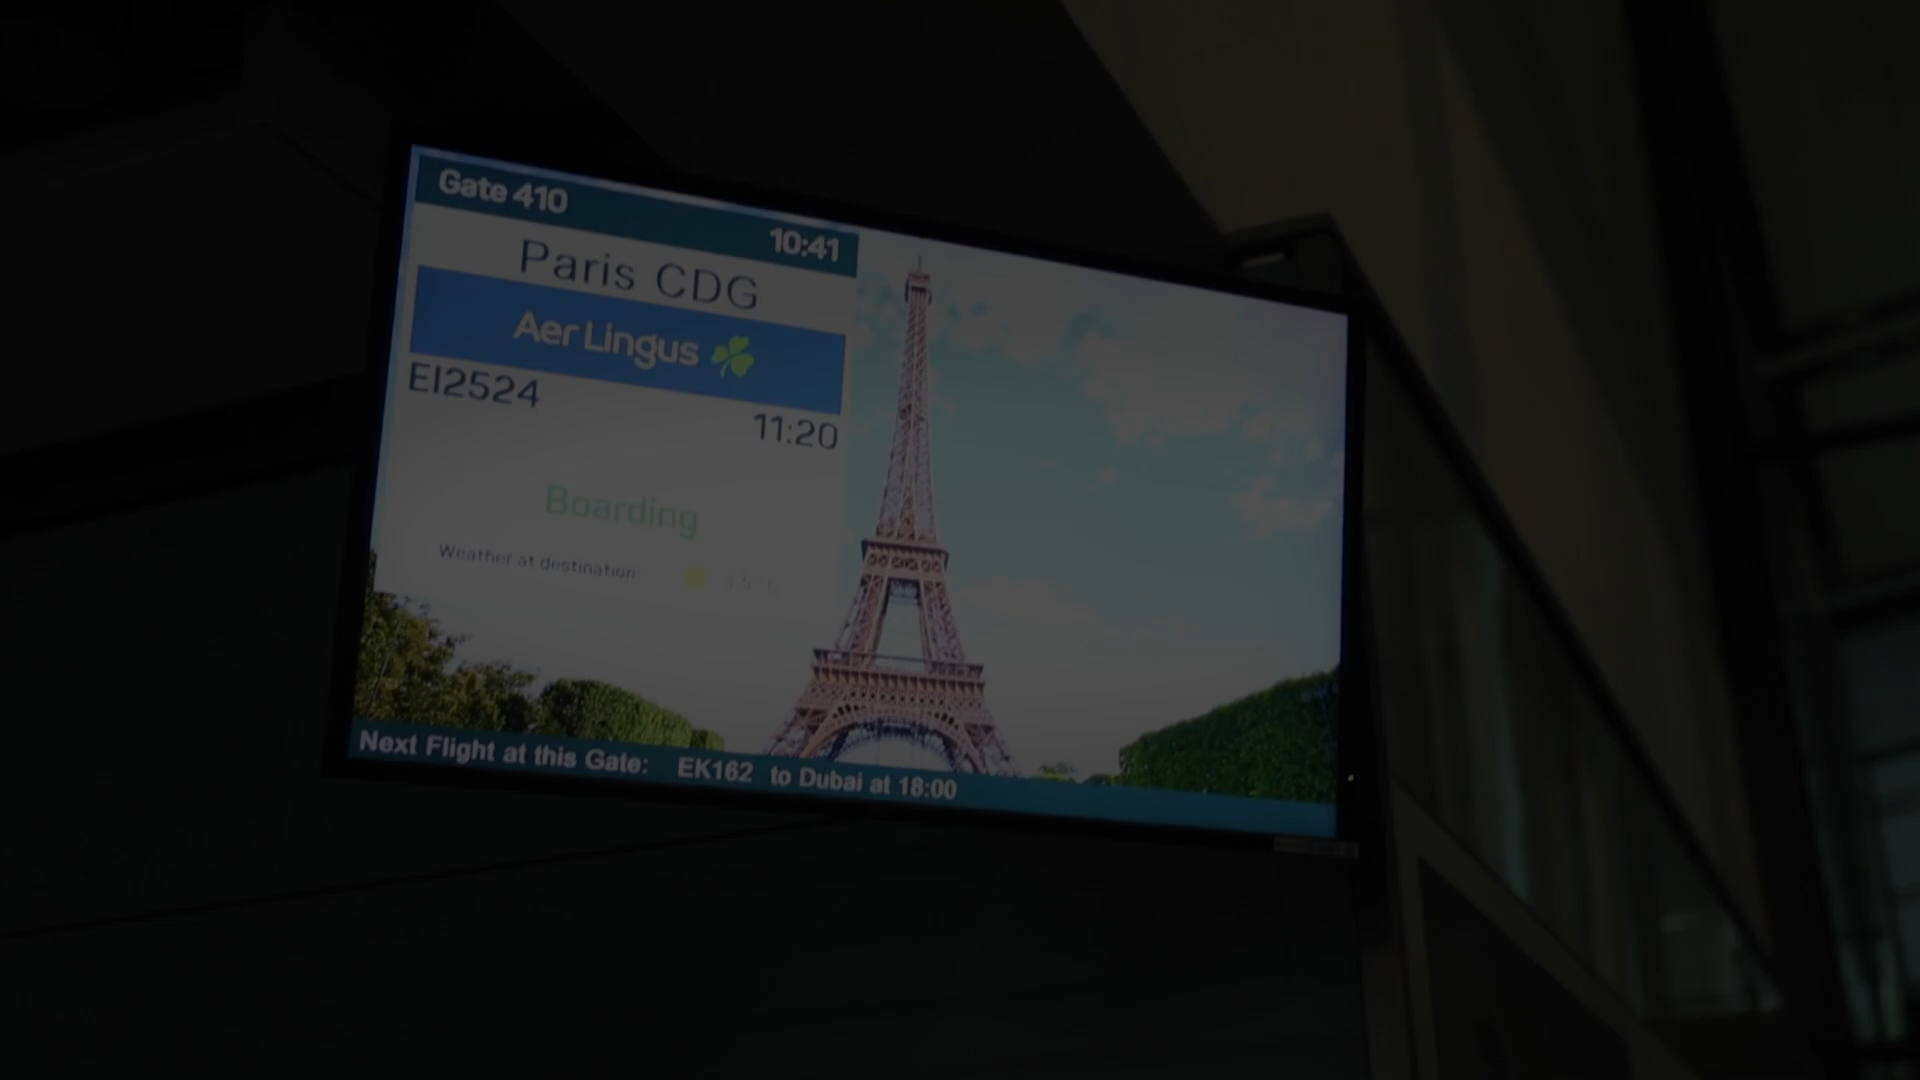 Gate 410
10:41
Paris CDG
Aer Lingus
EI2524
11:20
Boarding
Weather at destination:
Next Flight at this Gate: EK162 to Dubai at 18:00